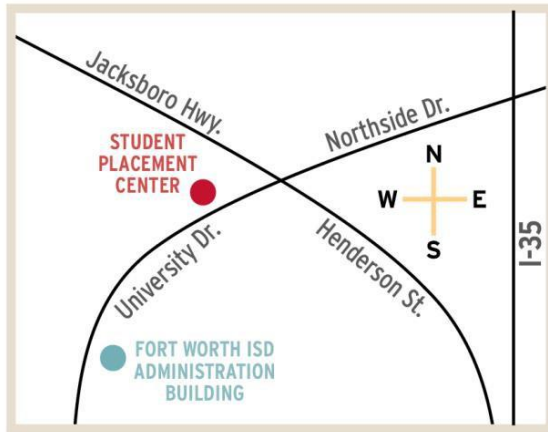 Jacksboro Hwy.
Northside Dr.
STUDENT
PLACEMENT
CENTER
N
W E
S
I-35
University Dr.
Henderson St.
FORT WORTH ISD
ADMINISTRATION
BUILDING